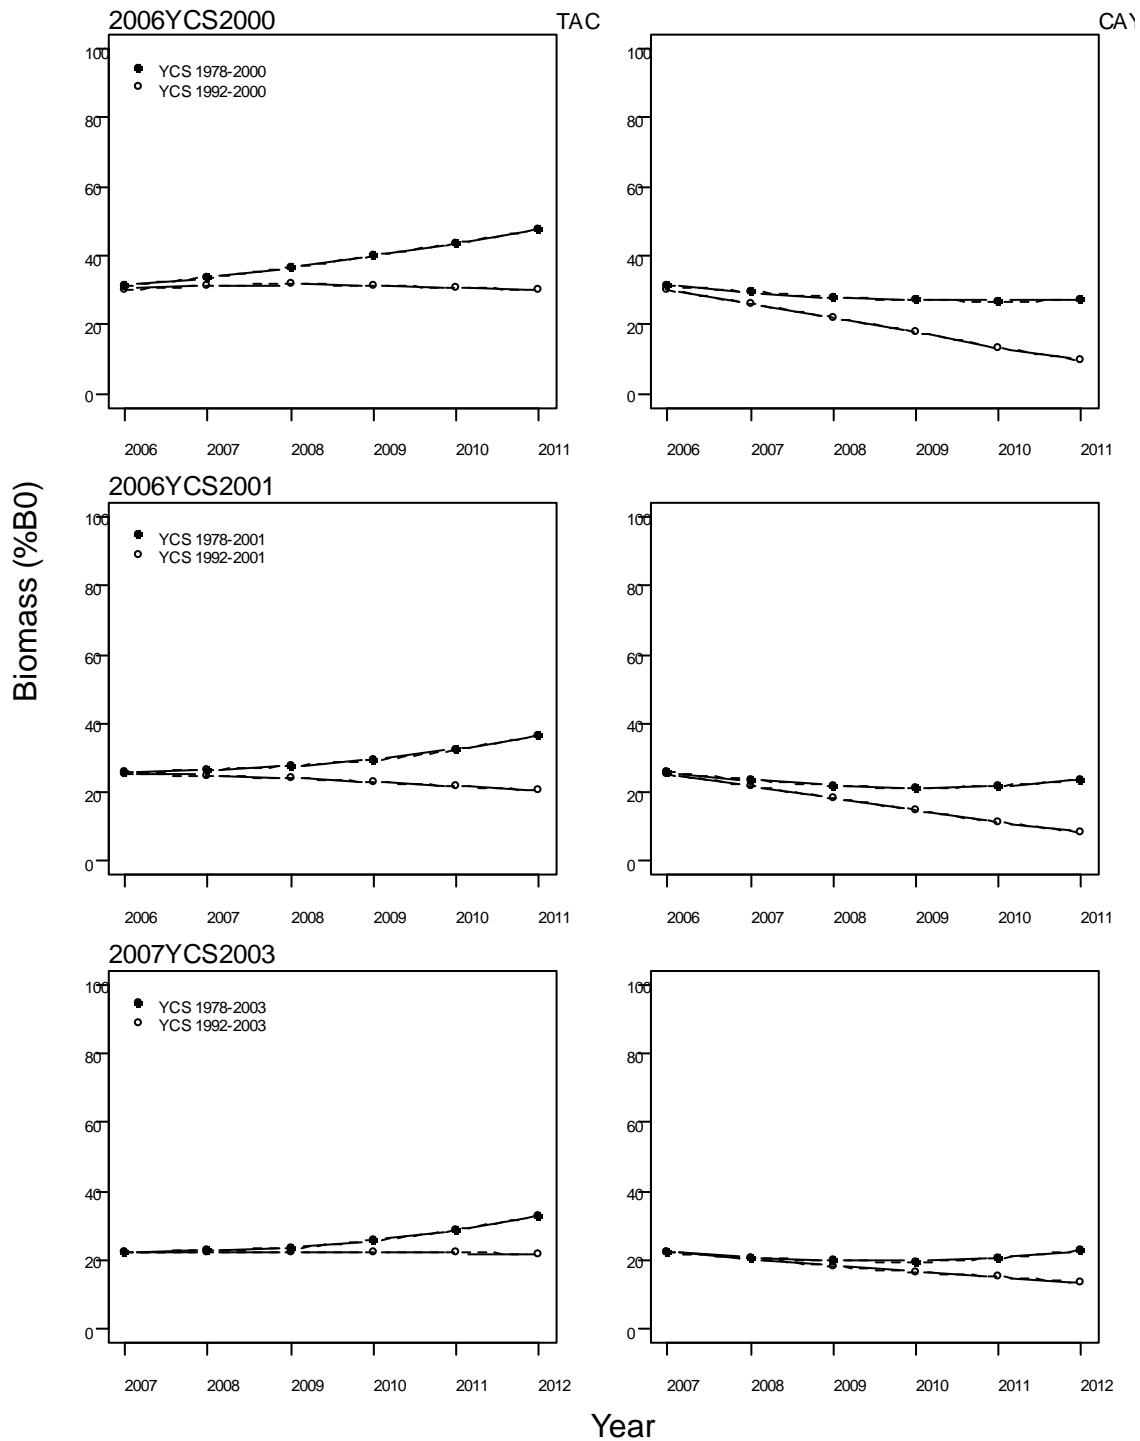 2006YCS2000 TAC CAY
100
YCS 1978-2000
YCS 1992-2000
80
60
40
20
0
2006 2007 2008 2009 2010 2011
100
80
60
40
20
0
2006 2007 2008 2009 2010 2011
2006YCS2001
100
YCS 1978-2001
YCS 1992-2001
80
60
40
20
0
2006 2007 2008 2009 2010 2011
100
80
60
40
20
0
2006 2007 2008 2009 2010 2011
2007YCS2003
100
YCS 1978-2003
YCS 1992-2003
80
60
40
20
0
2007 2008 2009 2010 2011 2012
100
80
60
40
20
0
2007 2008 2009 2010 2011 2012
Biomass (%B0)
Year